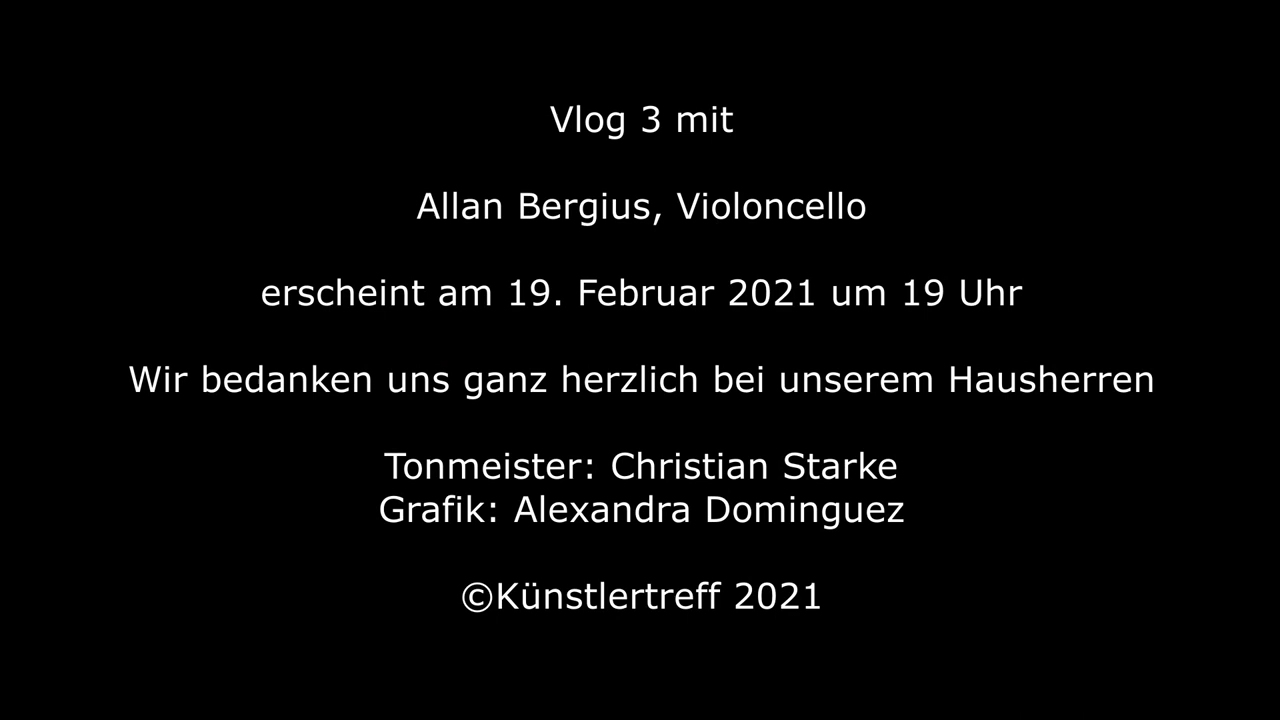 Vlog 3 mit
Allan Bergius, Violoncello
erscheint am 19. Februar 2021 um 19 Uhr
Wir bedanken uns ganz herzlich bei unserem Hausherren
Tonmeister: Christian Starke
Grafik: Alexandra Dominguez
©Künstlertreff 2021